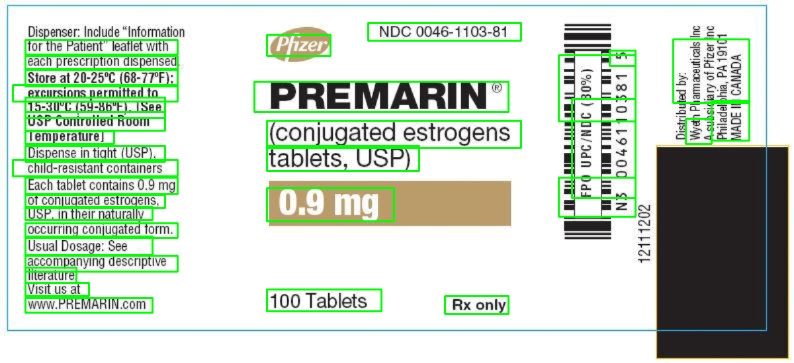 Dispenser: Include “Information
for the Patient” leaflet with
each prescription dispensed.
Store at 20-25°C (68-77°F);
excursions permitted to
15-30°C (59-86°F). [See
USP Controlled Room
Temperature]
Dispense in tight (USP),
child-resistant containers
Each tablet contains 0.9 mg
of conjugated estrogens,
USP, in their naturally
occurring conjugated form.
Usual Dosage: See
accompanying descriptive
literature
Visit us at
www.PREMARIN.com
Pfizer
NDC 0046-1103-81
PREMARIN®
(conjugated estrogens
tablets, USP)
0.9 mg
100 Tablets
Rx only
FPO UPC/NDC (80%)
N3 0046110381 5
12111202
Distributed by:
Wyeth Pharmaceuticals Inc
A subsidiary of Pfizer Inc
Philadelphia, PA 19101
MADE IN CANADA